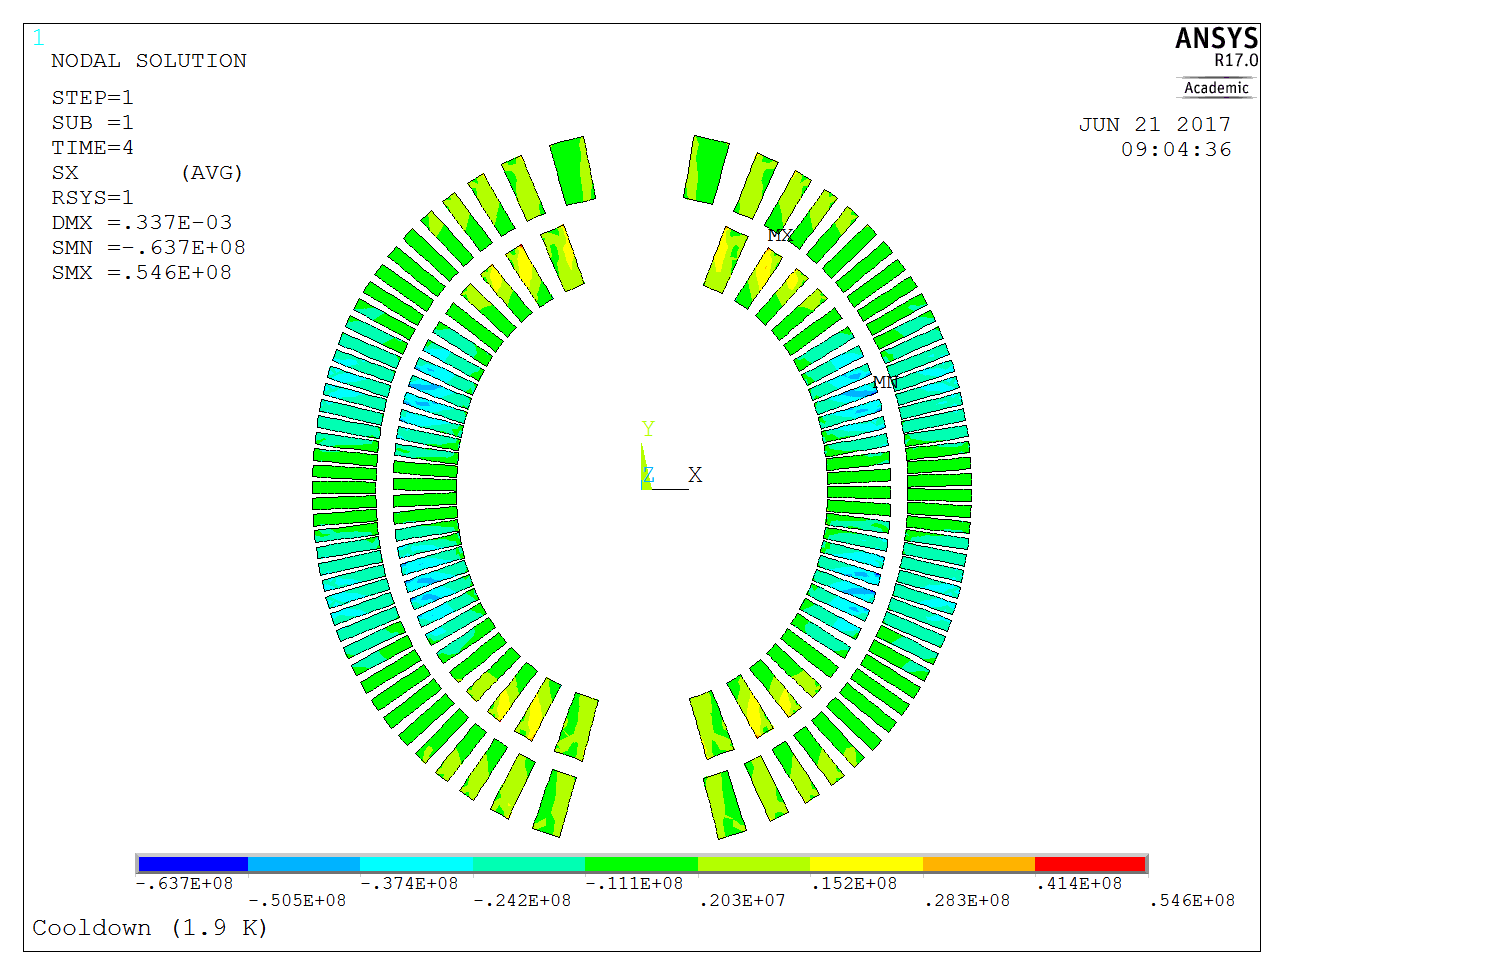 1
NODAL SOLUTION
STEP=1
SUB =1
TIME=4
SX (AVG)
RSYS=1
DMX =.337E-03
SMN =-.637E+08
SMX =.546E+08
ANSYS
R17.0
Academic
JUN 21 2017
09:04:36
MX
MN
Y
Z X
-.637E+08 -.374E+08 -.111E+08 .152E+08 .414E+08
-.505E+08 -.242E+08 .203E+07 .283E+08 .546E+08
Cooldown (1.9 K)